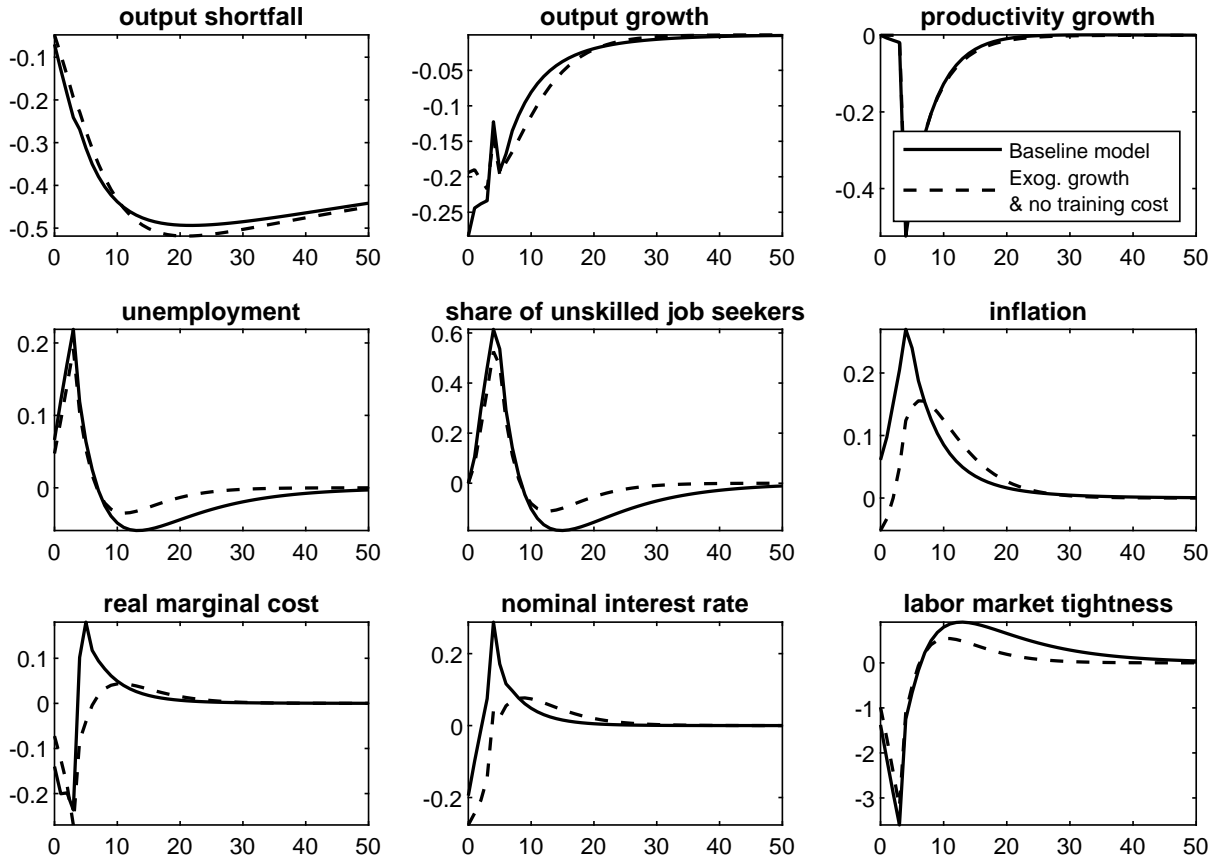 output shortfall
-0.1
-0.2
-0.3
-0.4
-0.5
0 10 20 30 40 50
output growth
-0.05
-0.1
-0.15
-0.2
-0.25
0 10 20 30 40 50
productivity growth
0
-0.2
-0.4
Baseline model
Exog. growth
& no training cost
0 10 20 30 40 50
unemployment
0.2
0.1
0
0 10 20 30 40 50
share of unskilled job seekers
0.6
0.4
0.2
0
0 10 20 30 40 50
inflation
0.2
0.1
0
0 10 20 30 40 50
real marginal cost
0.1
0
-0.1
-0.2
0 10 20 30 40 50
nominal interest rate
0.2
0
-0.2
0 10 20 30 40 50
labor market tightness
0
-1
-2
-3
0 10 20 30 40 50